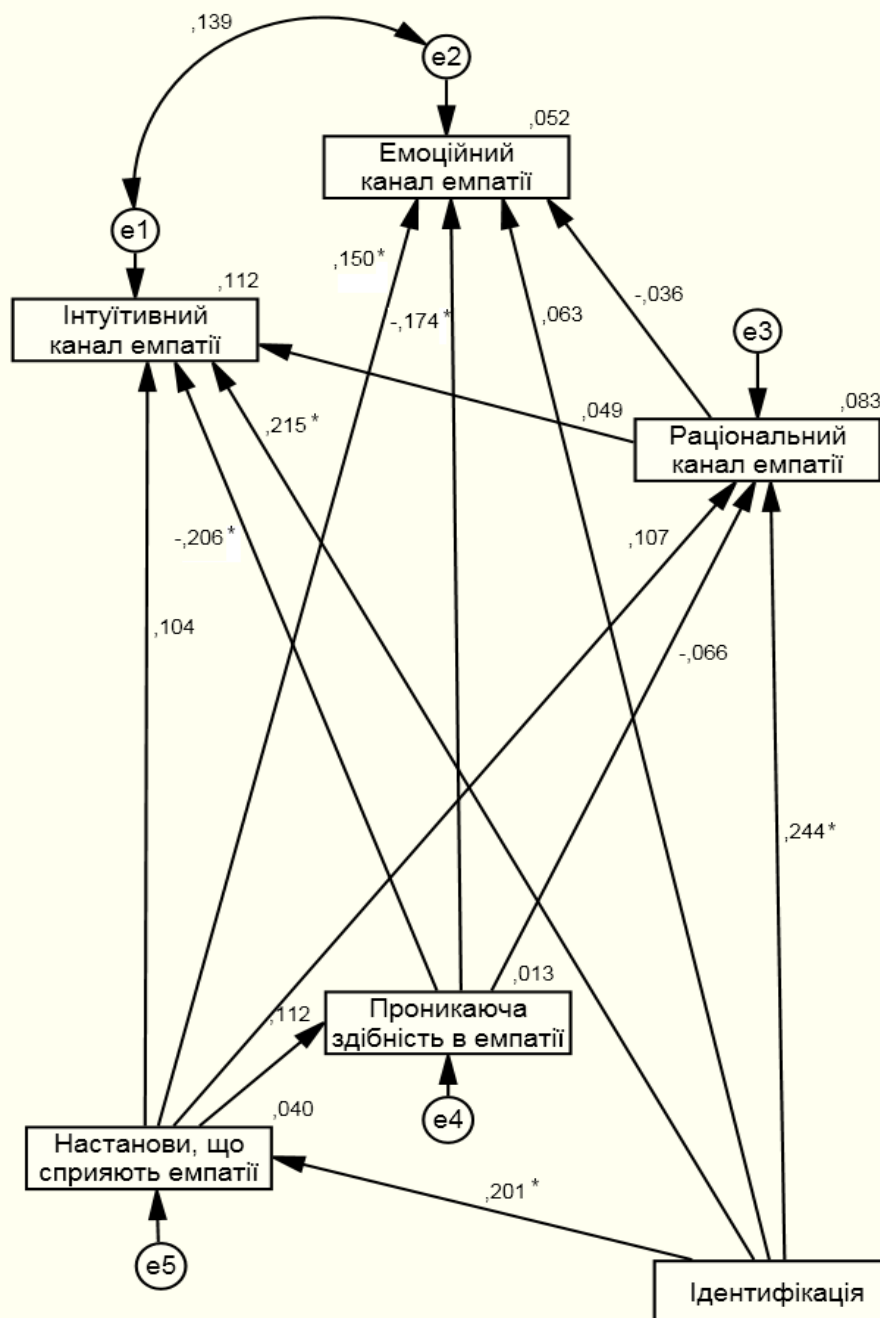 ,139
e2
,052
Емоційний
канал емпатії
e1
,112
Інтуїтивний
канал емпатії
,150*
-,174*
,063
-,036
e3
,083
Раціональний
канал емпатії
,049
,215*
-,206*
,107
,104
-,066
,244*
,013
Проникаюча
здібність в емпатії
,112
e4
,040
Настанови, що
сприяють емпатії
,201*
e5
Ідентифікація